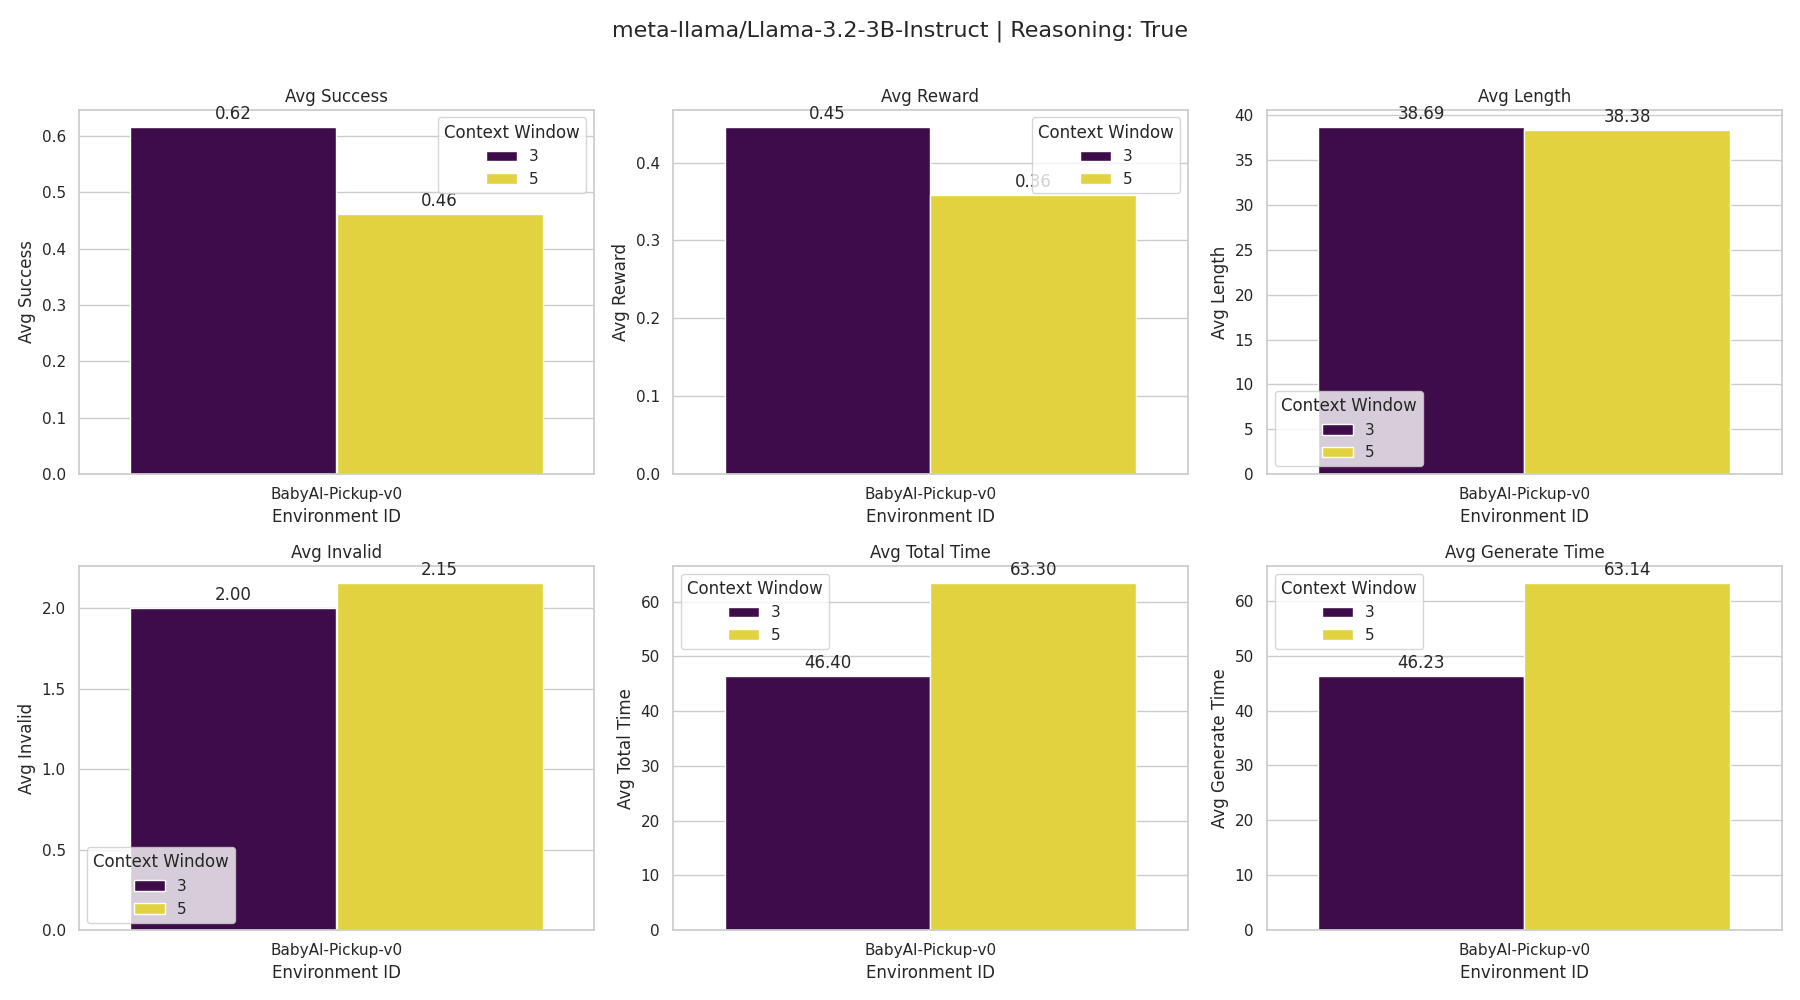 meta-llama/Llama-3.2-3B-Instruct | Reasoning: True
Avg Success
0.62
0.46
Context Window
3
5
0.6
0.5
0.4
0.3
0.2
0.1
0.0
Avg Success
BabyAI-Pickup-v0
Environment ID
Avg Reward
0.45
0.36
Context Window
3
5
0.4
0.3
0.2
0.1
0.0
Avg Reward
BabyAI-Pickup-v0
Environment ID
Avg Length
38.69
38.38
40
35
30
25
20
15
10
5
0
Avg Length
Context Window
3
5
BabyAI-Pickup-v0
Environment ID
Avg Invalid
2.00
2.15
2.0
1.5
1.0
0.5
0.0
Avg Invalid
Context Window
3
5
BabyAI-Pickup-v0
Environment ID
Avg Total Time
63.30
Context Window
3
5
46.40
60
50
40
30
20
10
0
Avg Total Time
BabyAI-Pickup-v0
Environment ID
Avg Generate Time
63.14
Context Window
3
5
46.23
60
50
40
30
20
10
0
Avg Generate Time
BabyAI-Pickup-v0
Environment ID